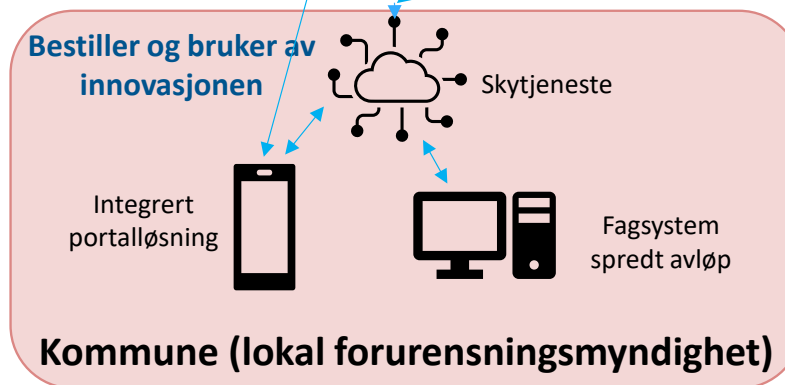 Bestiller og bruker av
innovasjonen
Skytjeneste
Integrert
portalløsning
Fagsystem
spredt avløp
Kommune (lokal forurensningsmyndighet)